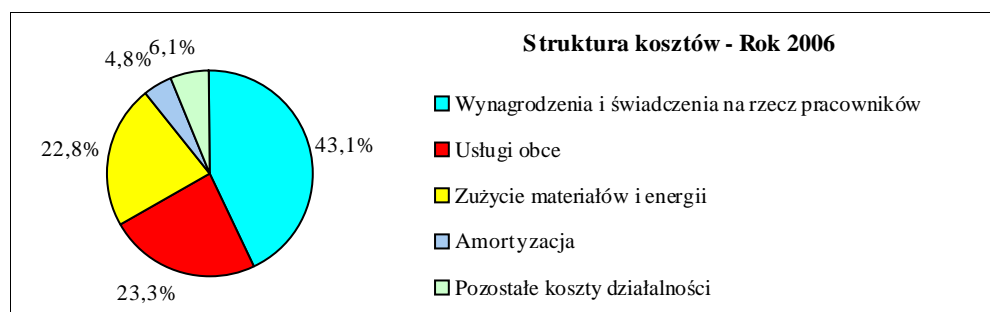 Struktura kosztów - Rok 2006
6,1%
4,8%
43,1%
22,8%
23,3%
Wynagrodzenia i świadczenia na rzecz pracowników
Usługi obce
Zużycie materiałów i energii
Amortyzacja
Pozostałe koszty działalności